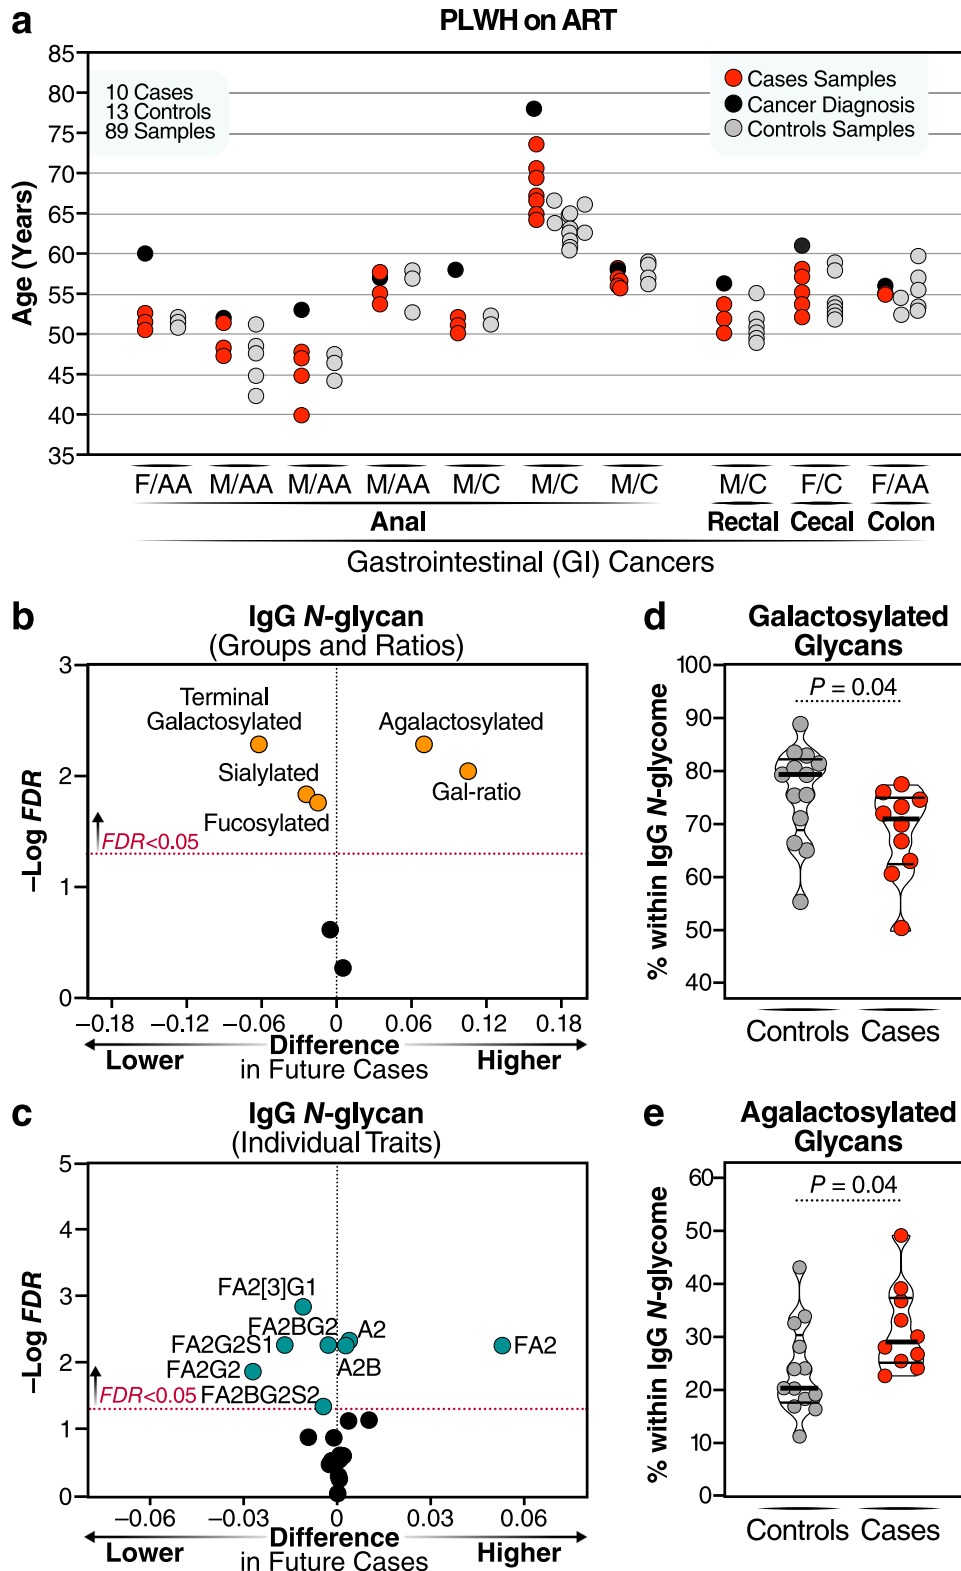 a
PLWH on ART
85
80
75
70
65
60
55
50
45
40
35
Age (Years)
10 Cases
13 Controls
89 Samples
Cases Samples
Cancer Diagnosis
Controls Samples
F/AA M/AA M/AA M/AA M/C M/C M/C M/C F/C F/AA
Anal Rectal Cecal Colon
Gastrointestinal (GI) Cancers
b
IgG N-glycan
(Groups and Ratios)
3
2
1
0
–Log FDR
Terminal
Galactosylated
Agalactosylated
Sialylated
Gal-ratio
Fucosylated
FDR<0.05
−0.18 −0.12 −0.06 0 0.06 0.12 0.18
Lower Difference Higher
in Future Cases
c
IgG N-glycan
(Individual Traits)
5
4
3
2
1
0
–Log FDR
FA2[3]G1
FA2BG2
A2
FA2G2S1
FA2
FA2G2
A2B
FA2BG2S2
FDR<0.05
−0.06 −0.03 0 0.03 0.06
Lower Difference Higher
in Future Cases
d
Galactosylated
Glycans
100
90
80
70
60
50
40
% within IgG N-glycome
P = 0.04
Controls Cases
e
Agalactosylated
Glycans
60
50
40
30
20
10
0
% within IgG N-glycome
P = 0.04
Controls Cases